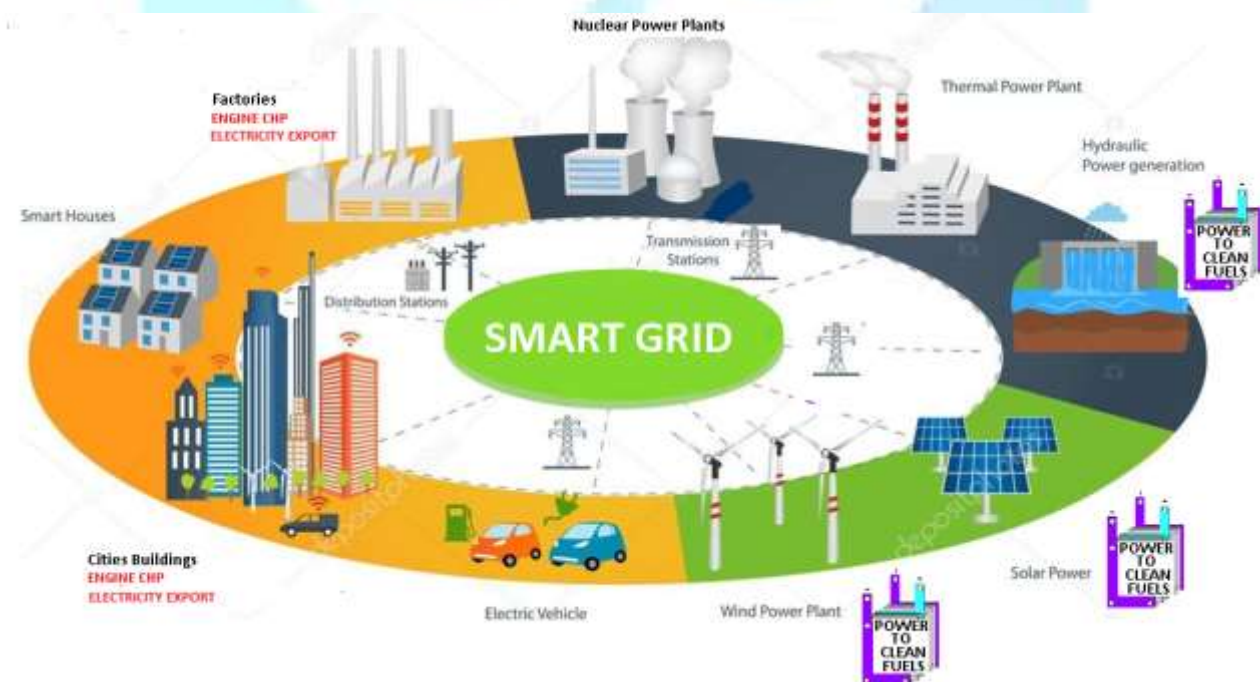 Nuclear Power Plants
Thermal Power Plant
Factories
ENGINE CHP
ELECTRICITY EXPORT
Hydraulic
Power generation
POWER
TO
CLEAN
FUELS
Smart Houses
Transmission
Stations
Distribution Stations
SMART GRID
Cities Buildings
ENGINE CHP
ELECTRICITY EXPORT
Electric Vehicle
Wind Power Plant
POWER
TO
CLEAN
FUELS
Solar Power
POWER
TO
CLEAN
FUELS
depositph